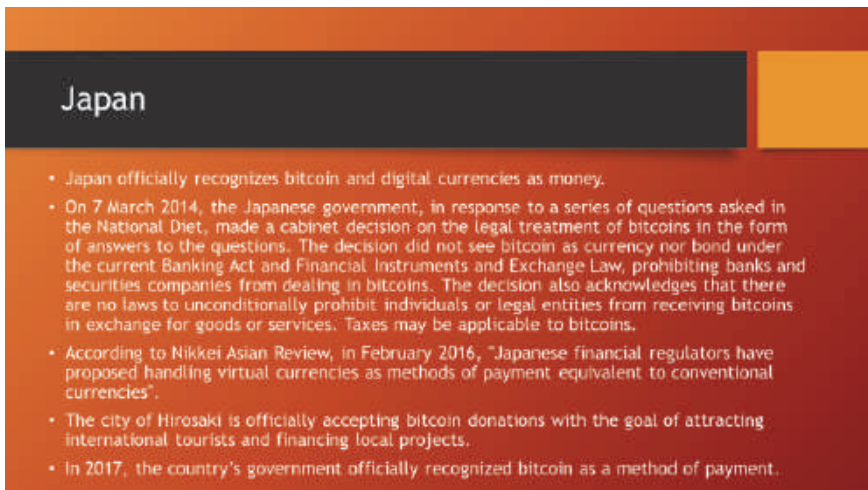 Japan
• Japan officially recognizes bitcoin and digital currencies as money.
• On 7 March 2014, the Japanese government, in response to a series of questions asked in
the National Diet, made a cabinet decision on the legal treatment of bitcoins in the form
of answers to the questions. The decision did not see bitcoin as currency nor bond under
the current Banking Act and Financial Instruments and Exchange Law, prohibiting banks and
securities companies from dealing in bitcoins. The decision also acknowledges that there
are no laws to unconditionally prohibit individuals or legal entities from receiving bitcoins
in exchange for goods or services. Taxes may be applicable to bitcoins.
• According to Nikkei Asian Review, in February 2016, "Japanese financial regulators have
proposed handling virtual currencies as methods of payment equivalent to conventional
currencies".
• The city of Hirosaki is officially accepting bitcoin donations with the goal of attracting
international tourists and financing local projects.
• In 2017, the country's government officially recognized bitcoin as a method of payment.